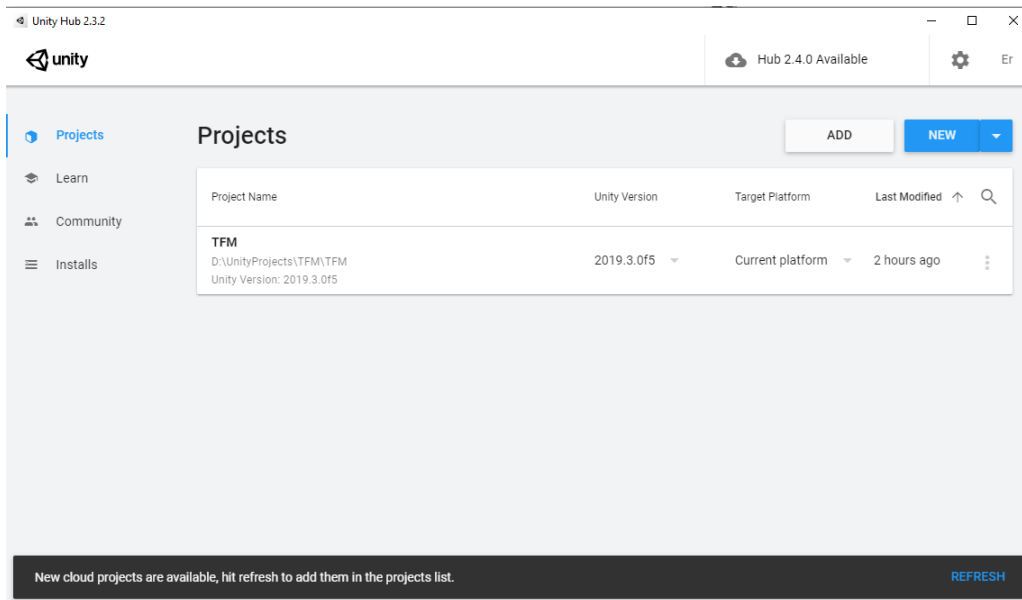 Unity Hub 2.3.2
unity
Hub 2.4.0 Available
Er
Projects
Learn
Community
Installs
Projects
ADD
NEW
Project Name
Unity Version
Target Platform
Last Modified
TFM
D:\UnityProjects\TFM\TFM
Unity Version: 2019.3.0f5
2019.3.0f5
Current platform
2 hours ago
New cloud projects are available, hit refresh to add them in the projects list.
REFRESH